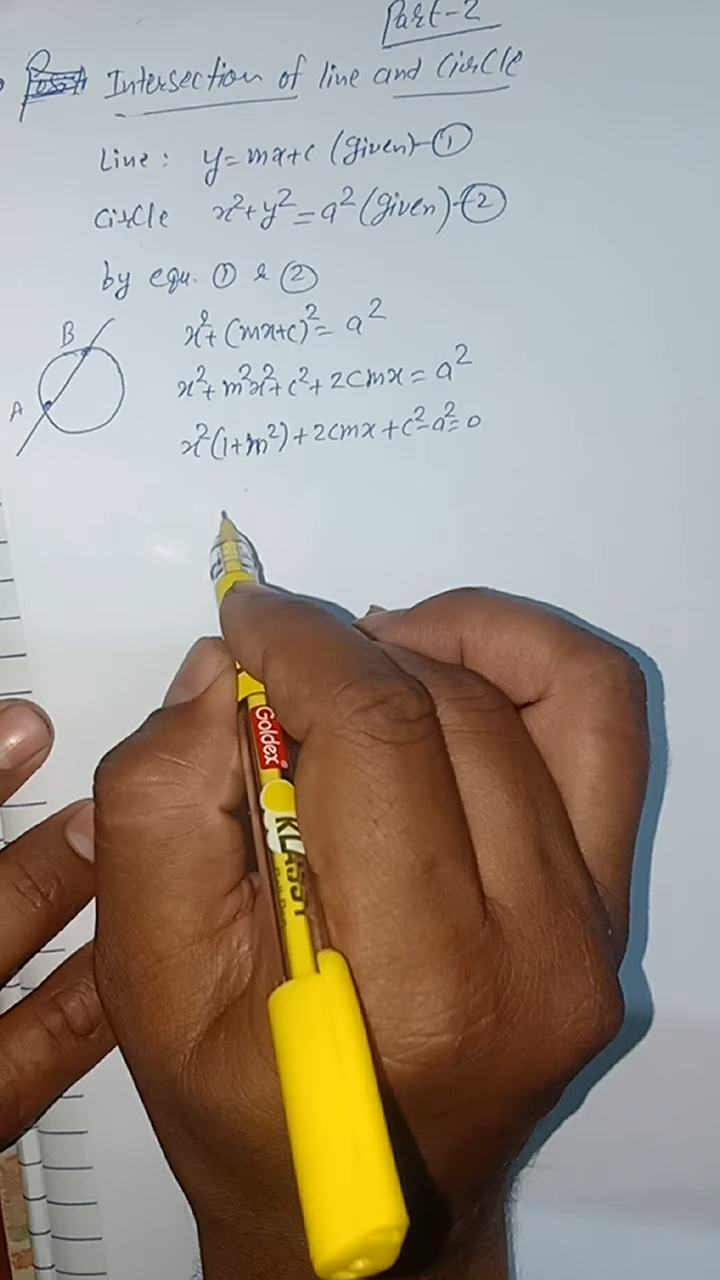 Part-2
Intersection of line and Circle
Line : y=mx+c (given)-①
Circle x²+y²=a² (given)-②
by equ. ① & ②
x²+(mx+c)²=a²
x²+m²x²+c²+2cmx=a²
x²(1+m²)+2cmx+c²-a²=0
B
A
Goldex
KLASSY